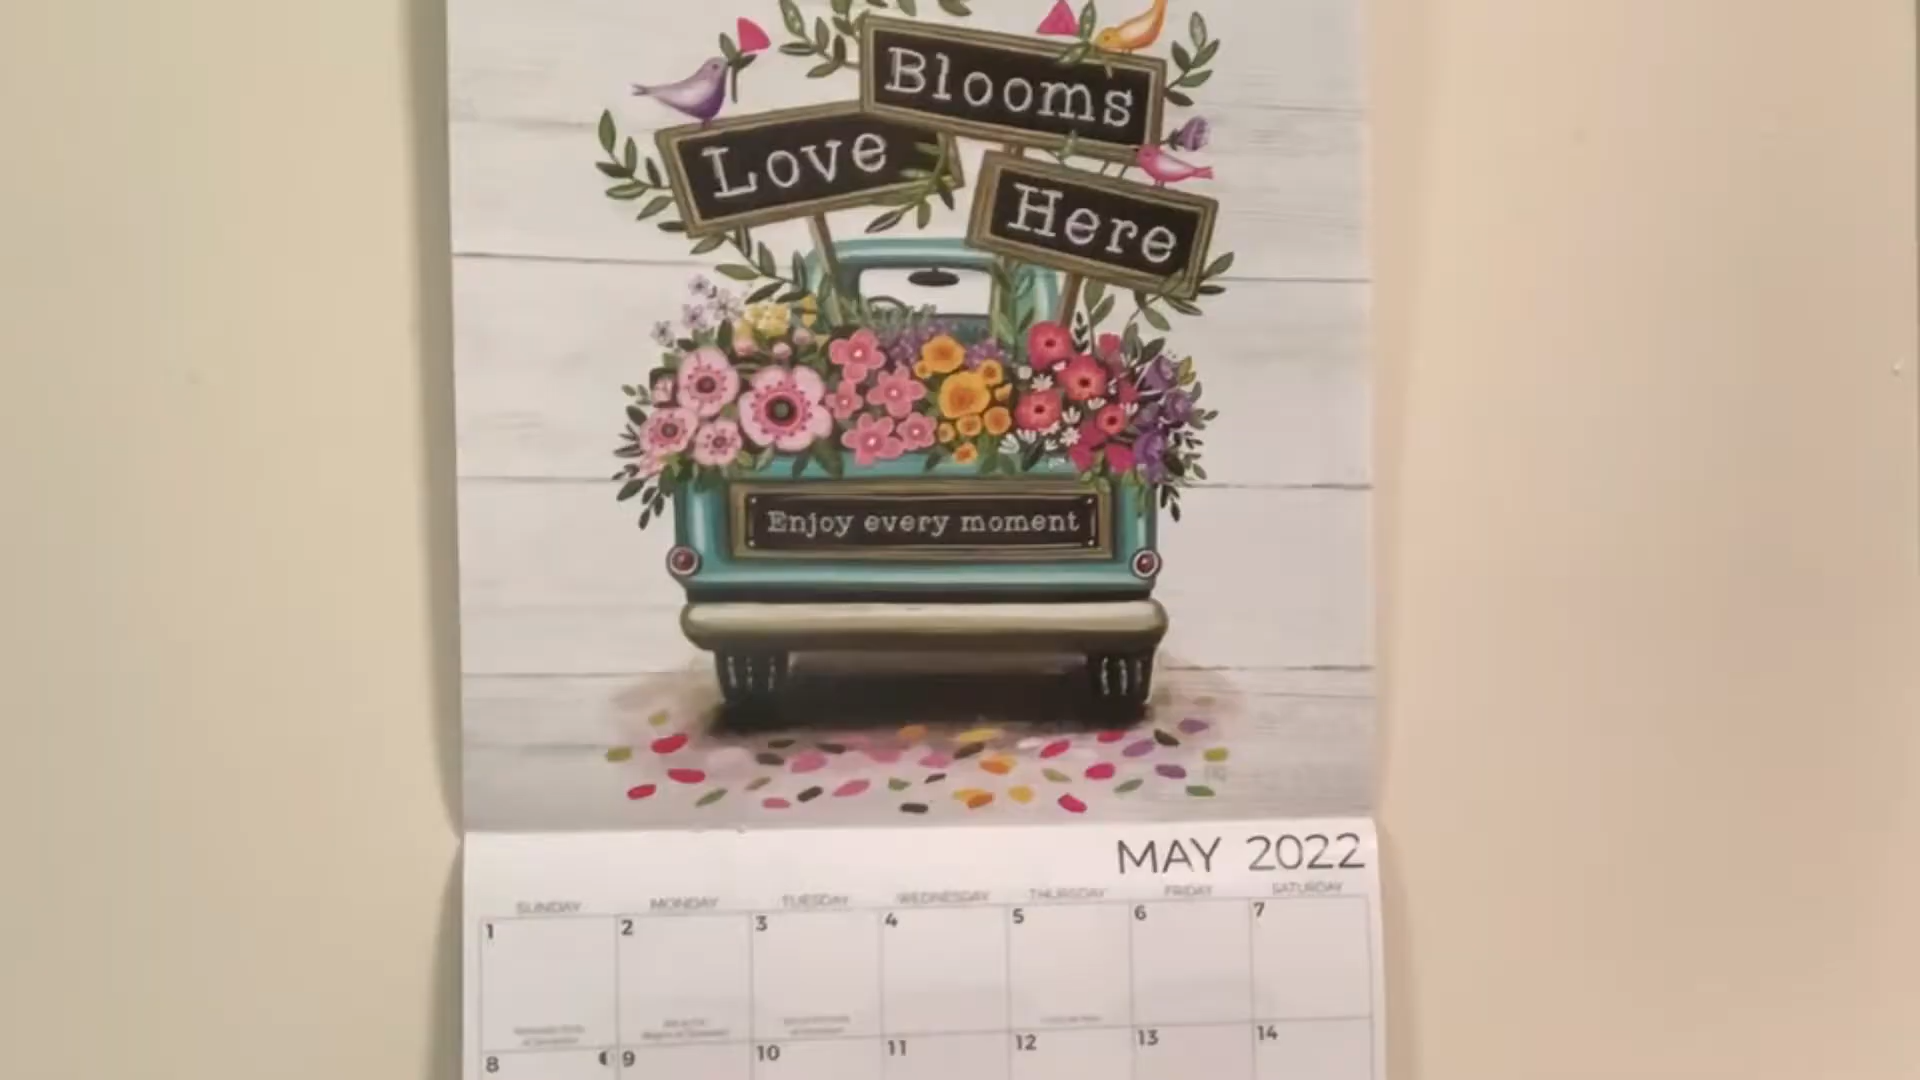 Blooms
Love
Here
Enjoy every moment
MAY 2022
SUNDAY MONDAY TUESDAY WEDNESDAY THURSDAY FRIDAY SATURDAY
1 2 3 4 5 6 7
8 9 10 11 12 13 14